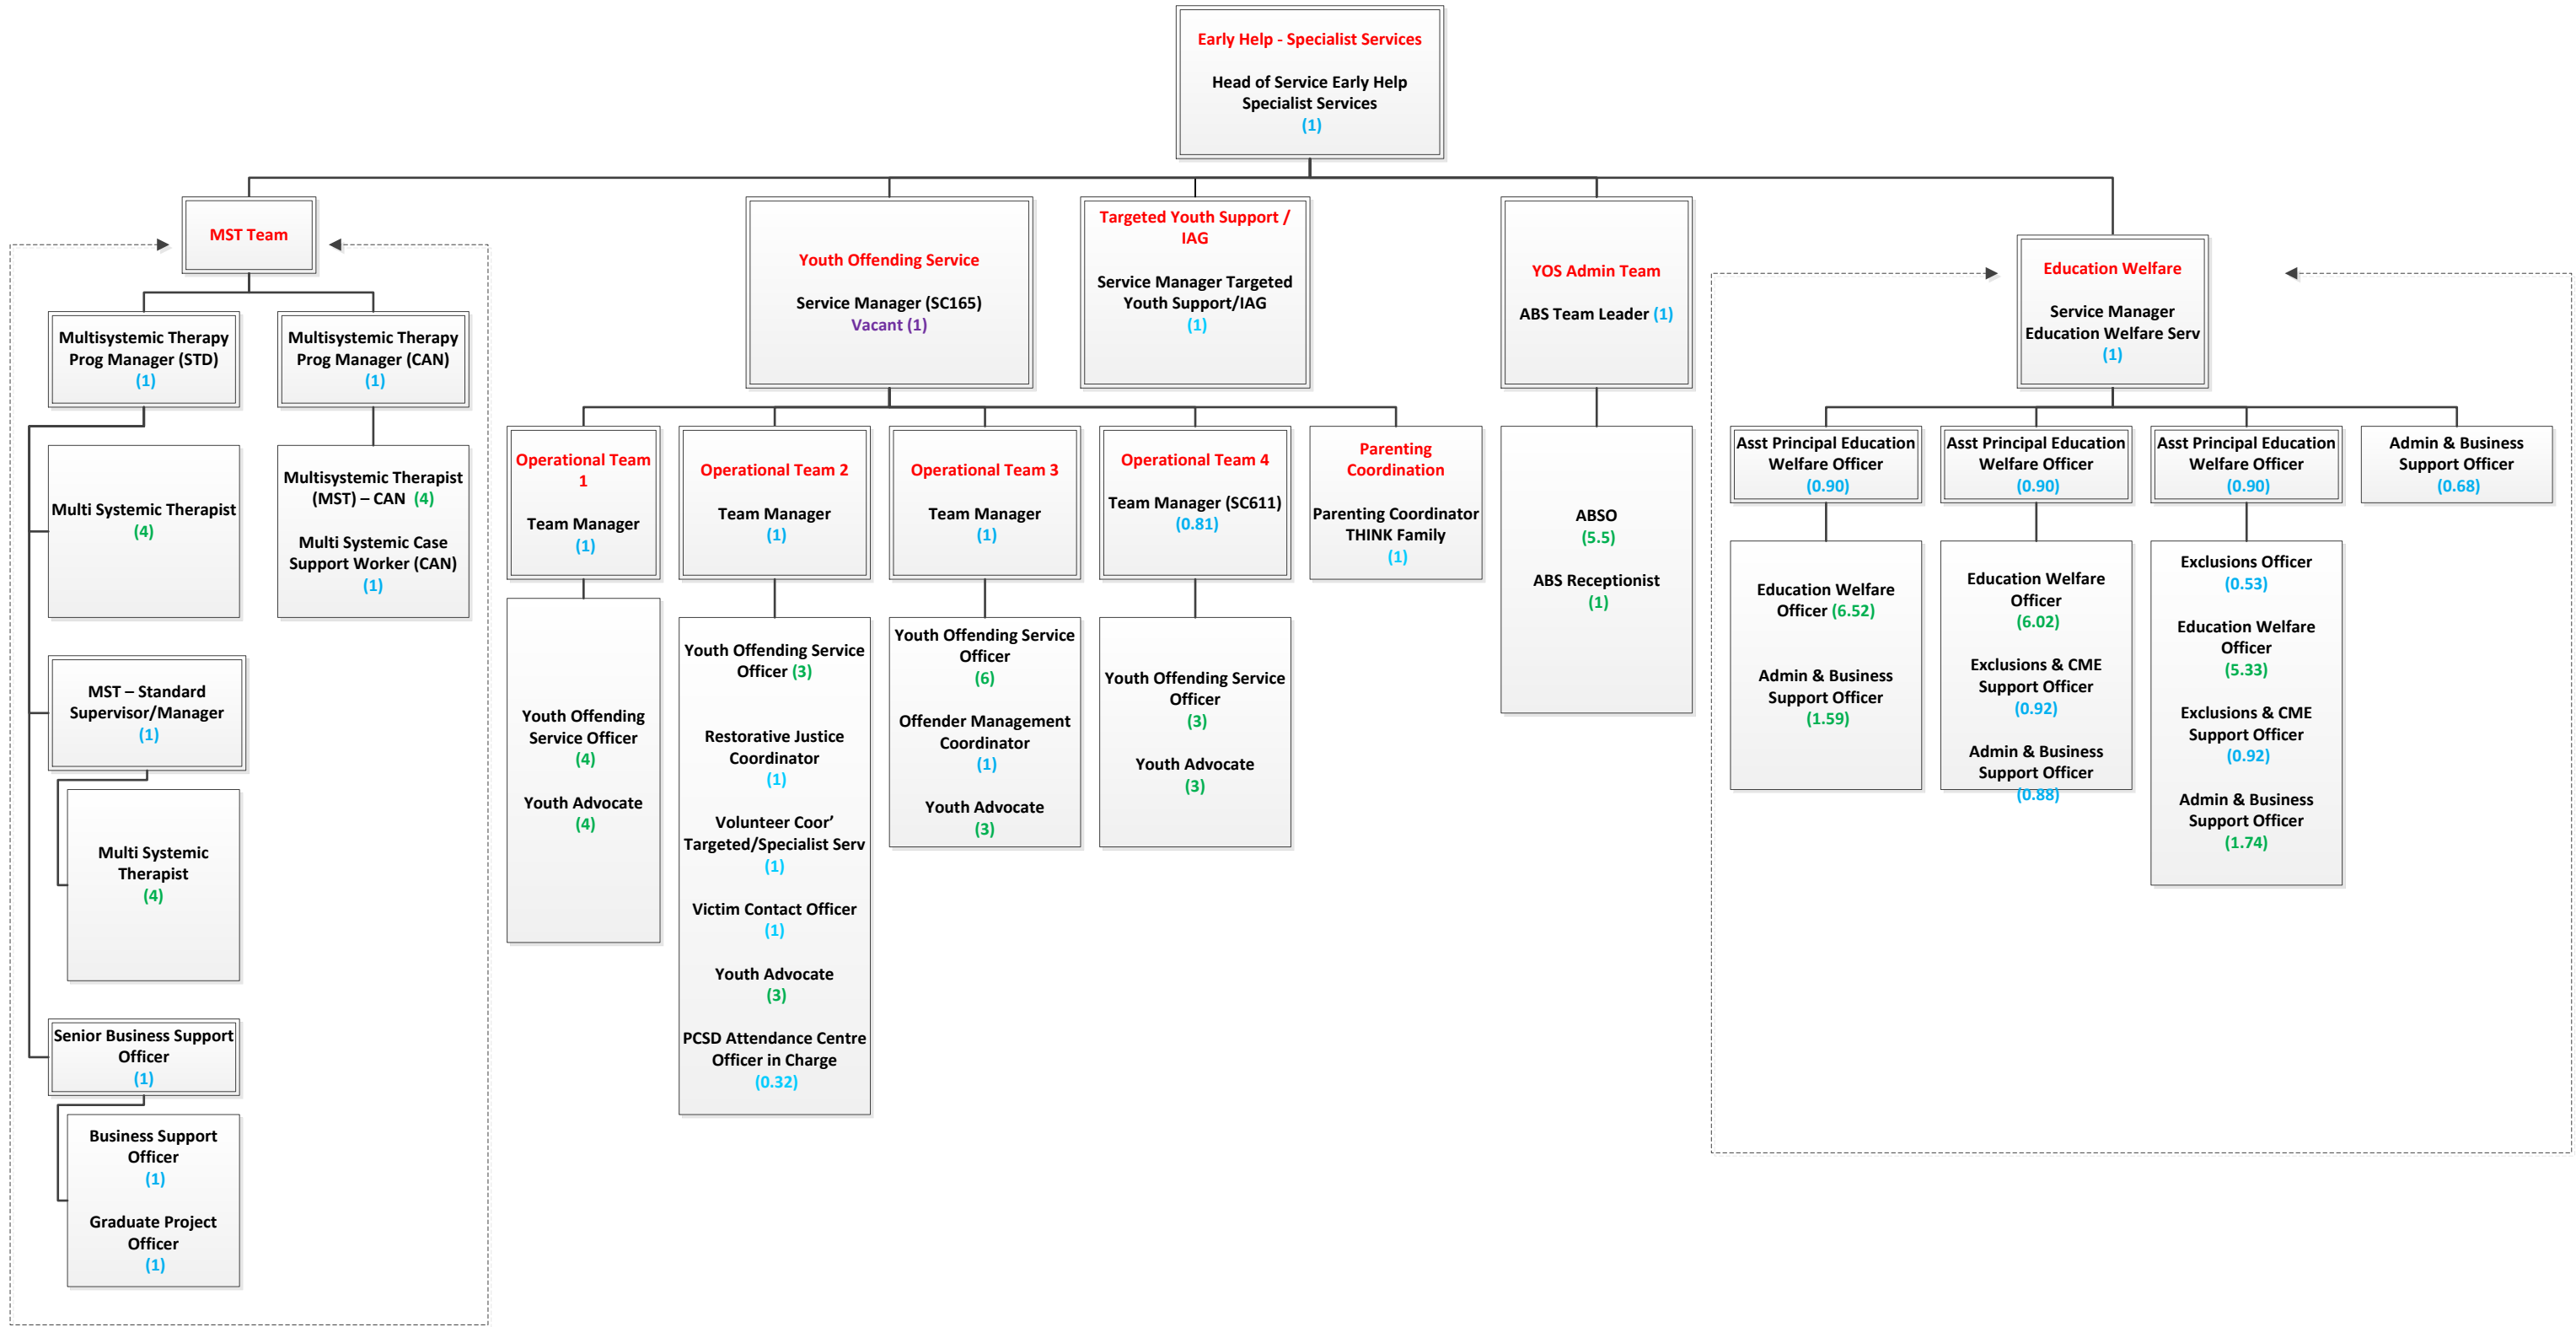 Early Help - Specialist Services
Head of Service Early Help
Specialist Services
(1)
MST Team
Multisystemic Therapy
Prog Manager (STD)
(1)
Multisystemic Therapy
Prog Manager (CAN)
(1)
Multi Systemic Therapist
(4)
Multisystemic Therapist
(MST) – CAN (4)
Multi Systemic Case
Support Worker (CAN)
(1)
MST – Standard
Supervisor/Manager
(1)
Multi Systemic
Therapist
(4)
Senior Business Support
Officer
(1)
Business Support
Officer
(1)
Graduate Project
Officer
(1)
Youth Offending Service
Service Manager (SC165)
Vacant (1)
Operational Team
1
Team Manager
(1)
Youth Offending
Service Officer
(4)
Youth Advocate
(4)
Operational Team 2
Team Manager
(1)
Youth Offending Service
Officer (3)
Restorative Justice
Coordinator
(1)
Volunteer Coor’
Targeted/Specialist Serv
(1)
Victim Contact Officer
(1)
Youth Advocate
(3)
PCSD Attendance Centre
Officer in Charge
(0.32)
Operational Team 3
Team Manager
(1)
Youth Offending Service
Officer
(6)
Offender Management
Coordinator
(1)
Youth Advocate
(3)
Operational Team 4
Team Manager (SC611)
(0.81)
Youth Offending Service
Officer
(3)
Youth Advocate
(3)
Parenting
Coordination
Parenting Coordinator
THINK Family
(1)
Targeted Youth Support /
IAG
Service Manager Targeted
Youth Support/IAG
(1)
YOS Admin Team
ABS Team Leader (1)
ABSO
(5.5)
ABS Receptionist
(1)
Education Welfare
Service Manager
Education Welfare Serv
(1)
Asst Principal Education
Welfare Officer
(0.90)
Education Welfare
Officer (6.52)
Admin & Business
Support Officer
(1.59)
Asst Principal Education
Welfare Officer
(0.90)
Education Welfare
Officer
(6.02)
Exclusions & CME
Support Officer
(0.92)
Admin & Business
Support Officer
(0.88)
Asst Principal Education
Welfare Officer
(0.90)
Exclusions Officer
(0.53)
Education Welfare
Officer
(5.33)
Exclusions & CME
Support Officer
(0.92)
Admin & Business
Support Officer
(1.74)
Admin & Business
Support Officer
(0.68)